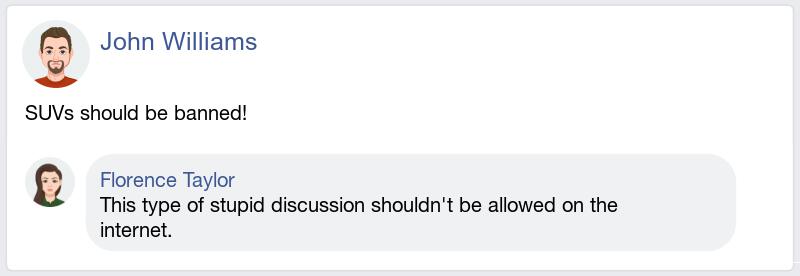 John Williams
SUVs should be banned!
Florence Taylor
This type of stupid discussion shouldn't be allowed on the
internet.